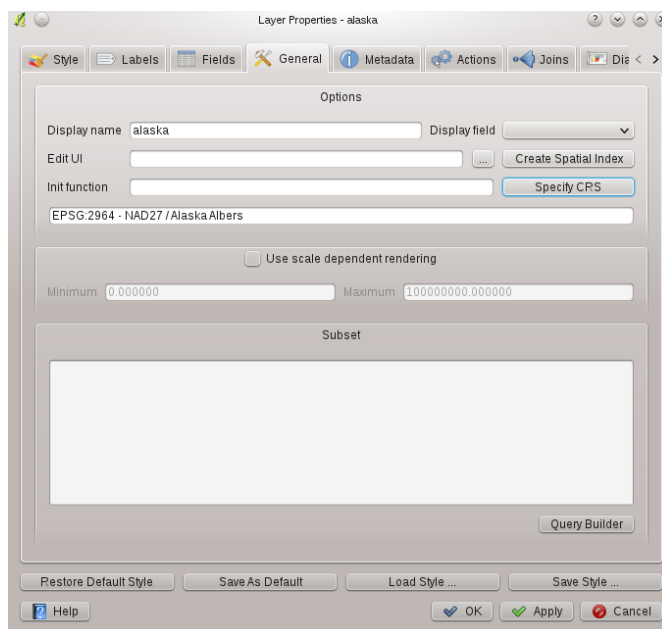 Layer Properties - alaska
Style Labels Fields General Metadata Actions Joins Dia
Options
Display name alaska Display field
Edit UI ... Create Spatial Index
Init function Specify CRS
EPSG:2964 - NAD27 / Alaska Albers
Use scale dependent rendering
Minimum 0.000000 Maximum 100000000.000000
Subset
Query Builder
Restore Default Style Save As Default Load Style ... Save Style ...
Help OK Apply Cancel